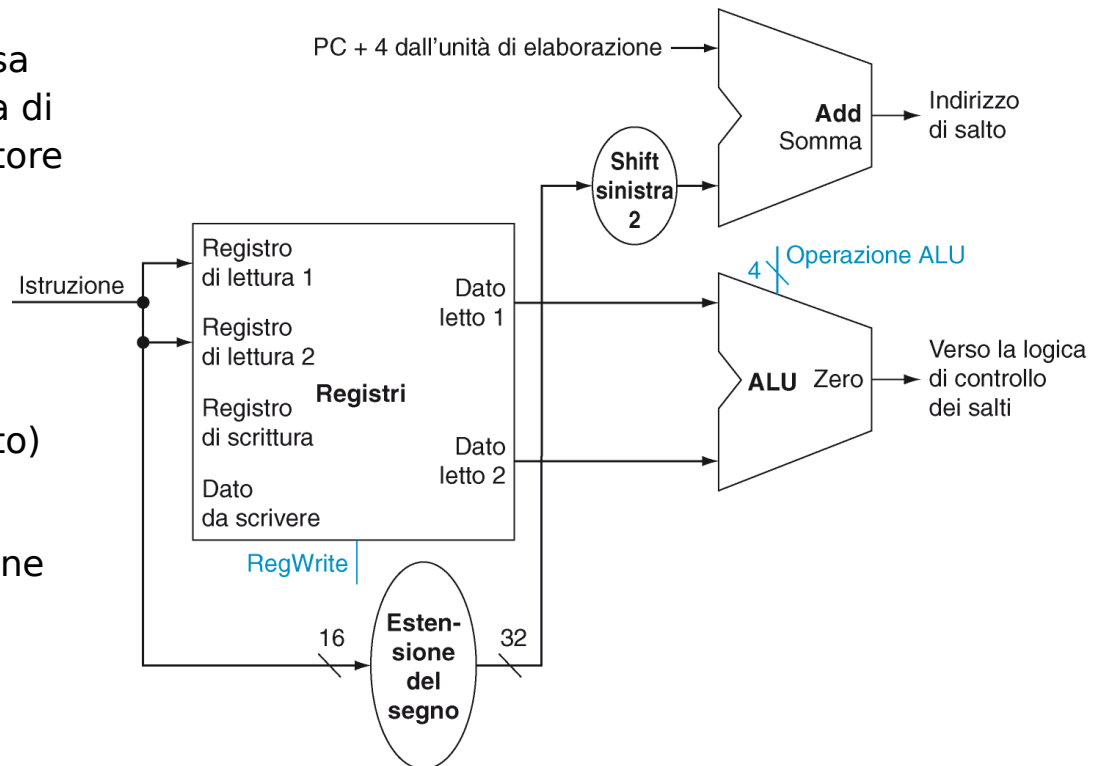 PC + 4 dall'unità di elaborazione
di
Add
Somma
Indirizzo
di salto
Shift
sinistra
2
Istruzione
Registro
di lettura 1
Registro
di lettura 2
Registri
Registro
di scrittura
Dato
da scrivere
Dato
letto 1
Dato
letto 2
4
Operazione ALU
ALU
Zero
Verso la logica
di controllo
dei salti
RegWrite
16
Esten-
sione
del
segno
32